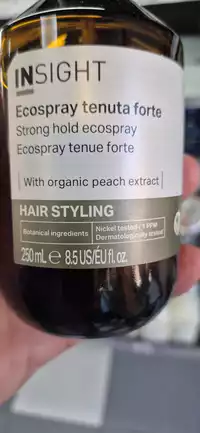 INSIGHT
Ecospray tenuta forte
Strong hold ecospray
Ecospray tenue forte
With organic peach extract
HAIR STYLING
Botanical ingredients
Nickel tested <1 PPM
Dermatologically tested
250 mL e 8.5 US/EU fl. oz.